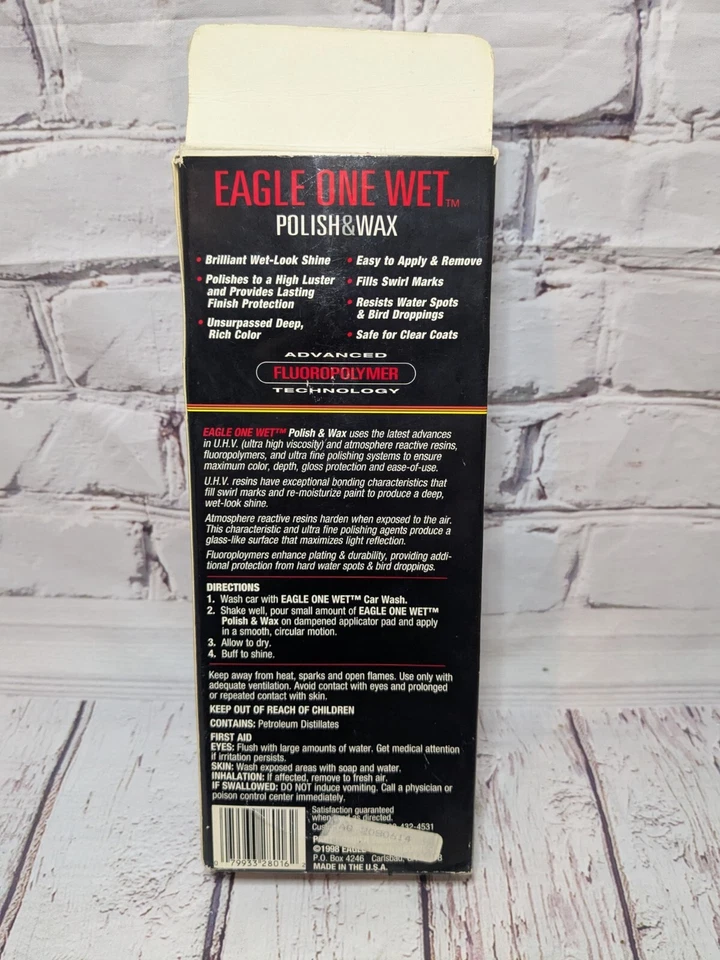 EAGLE ONE WET™
POLISH&WAX
• Brilliant Wet-Look Shine
• Polishes to a High Luster
and Provides Lasting
Finish Protection
• Unsurpassed Deep,
Rich Color
• Easy to Apply & Remove
• Fills Swirl Marks
• Resists Water Spots
& Bird Droppings
• Safe for Clear Coats
ADVANCED
FLUOROPOLYMER
TECHNOLOGY
EAGLE ONE WET™ Polish & Wax uses the latest advances
in U.H.V. (ultra high viscosity) and atmosphere reactive resins,
fluoropolymers, and ultra fine polishing systems to ensure
maximum color, depth, gloss protection and ease-of-use.
U.H.V. resins have exceptional bonding characteristics that
fill swirl marks and re-moisturize paint to produce a deep,
wet-look shine.
Atmosphere reactive resins harden when exposed to the air.
This characteristic and ultra fine polishing agents produce a
glass-like surface that maximizes light reflection.
Fluoroploymers enhance plating & durability, providing addi-
tional protection from hard water spots & bird droppings.
DIRECTIONS
1. Wash car with EAGLE ONE WET™ Car Wash.
2. Shake well, pour small amount of EAGLE ONE WET™
Polish & Wax on dampened applicator pad and apply
in a smooth, circular motion.
3. Allow to dry.
4. Buff to shine.
Keep away from heat, sparks and open flames. Use only with
adequate ventilation. Avoid contact with eyes and prolonged
or repeated contact with skin.
KEEP OUT OF REACH OF CHILDREN
CONTAINS: Petroleum Distillates
FIRST AID
EYES: Flush with large amounts of water. Get medical attention
if irritation persists.
SKIN: Wash exposed areas with soap and water.
INHALATION: If affected, remove to fresh air.
IF SWALLOWED: DO NOT induce vomiting. Call a physician or
poison control center immediately.
Satisfaction guaranteed
as directed.
432-4531
©1998 EAGLE
P.O. Box 4246 Carlsbad,
MADE IN THE U.S.A.
0 79933 28016 2